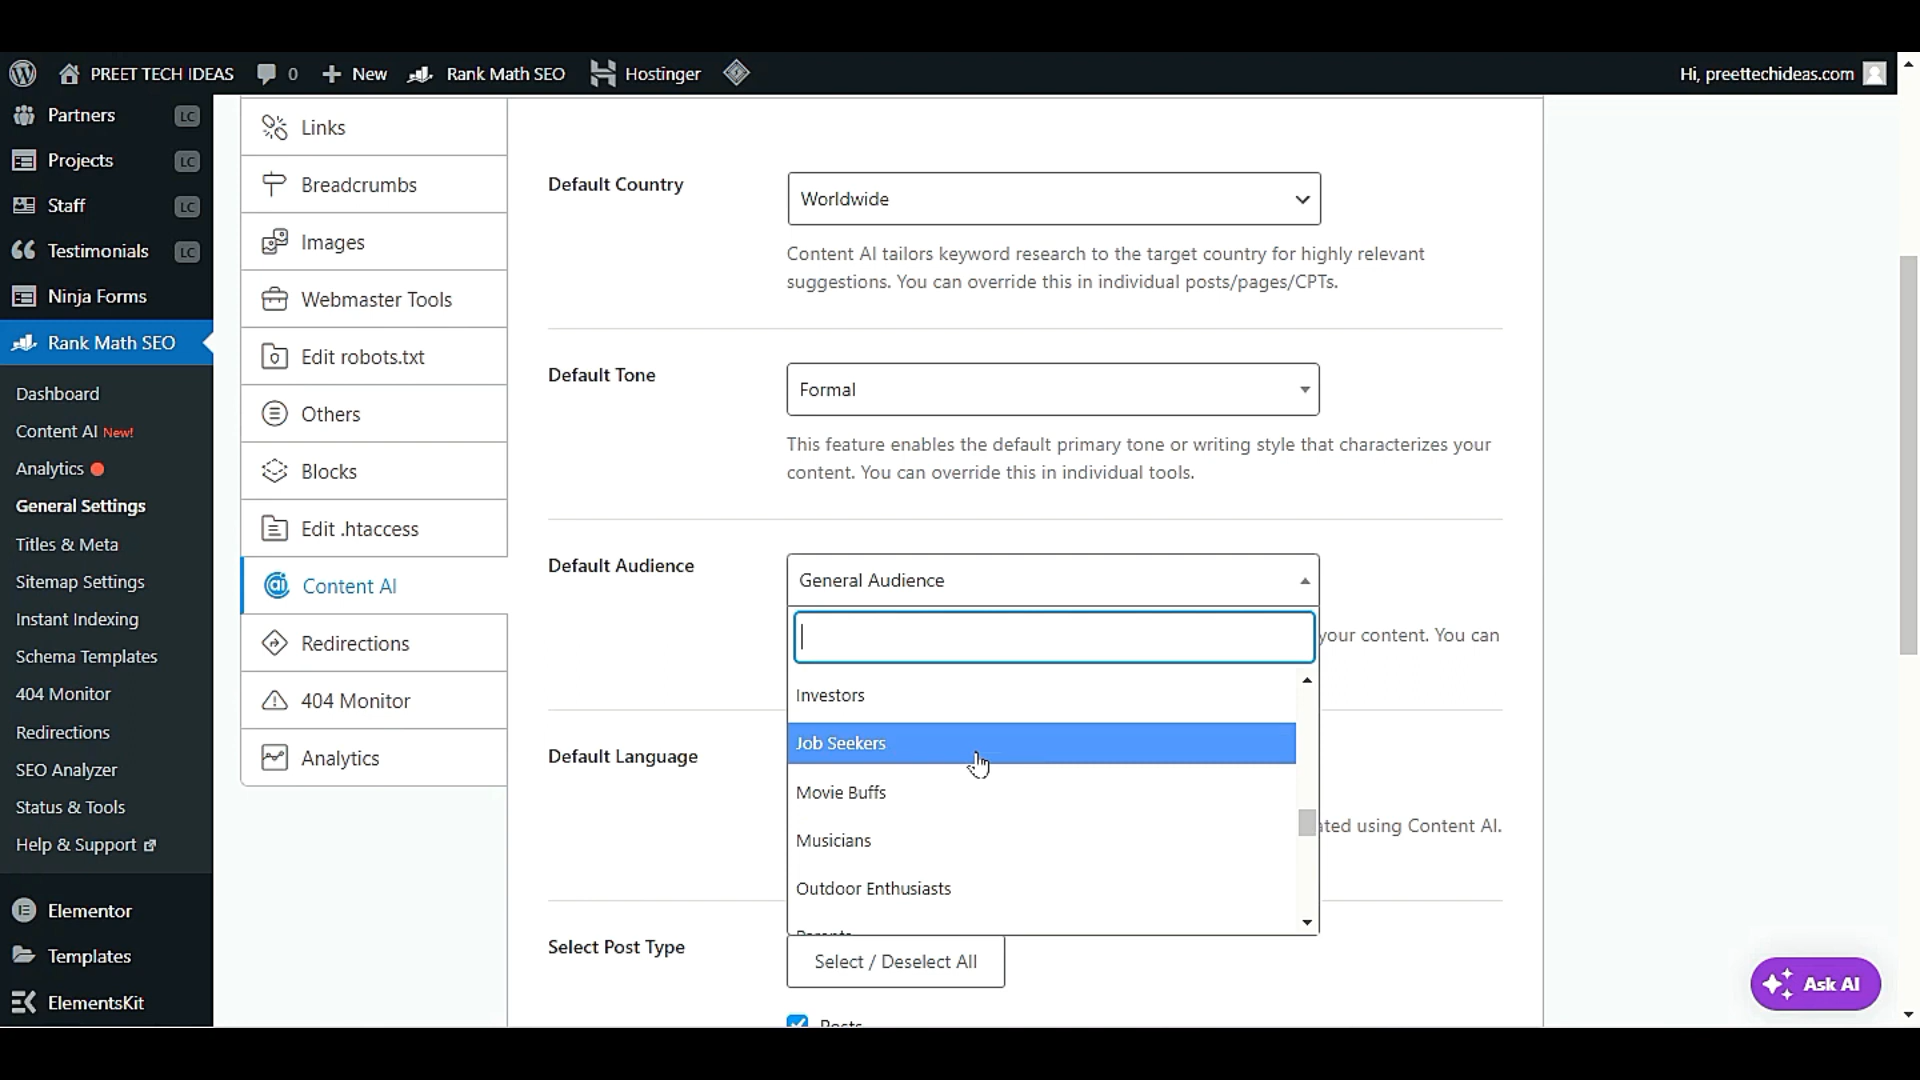 PREET TECH IDEAS 0 New Rank Math SEO Hostinger Hi, preettechideas.com
Partners LC
Projects LC
Staff LC
Testimonials LC
Ninja Forms
Rank Math SEO
Dashboard
Content AI New!
Analytics
General Settings
Titles & Meta
Sitemap Settings
Instant Indexing
Schema Templates
404 Monitor
Redirections
SEO Analyzer
Status & Tools
Help & Support
Elementor
Templates
ElementsKit
Links
Breadcrumbs
Images
Webmaster Tools
Edit robots.txt
Others
Blocks
Edit .htaccess
Content AI
Redirections
404 Monitor
Analytics
Default Country
Worldwide
Content AI tailors keyword research to the target country for highly relevant
suggestions. You can override this in individual posts/pages/CPTs.
Default Tone
Formal
This feature enables the default primary tone or writing style that characterizes your
content. You can override this in individual tools.
Default Audience
General Audience
your content. You can
Investors
Job Seekers
Movie Buffs
Musicians
Outdoor Enthusiasts
Parents
Default Language
using Content AI.
Select Post Type
Select / Deselect All
Posts
Ask AI